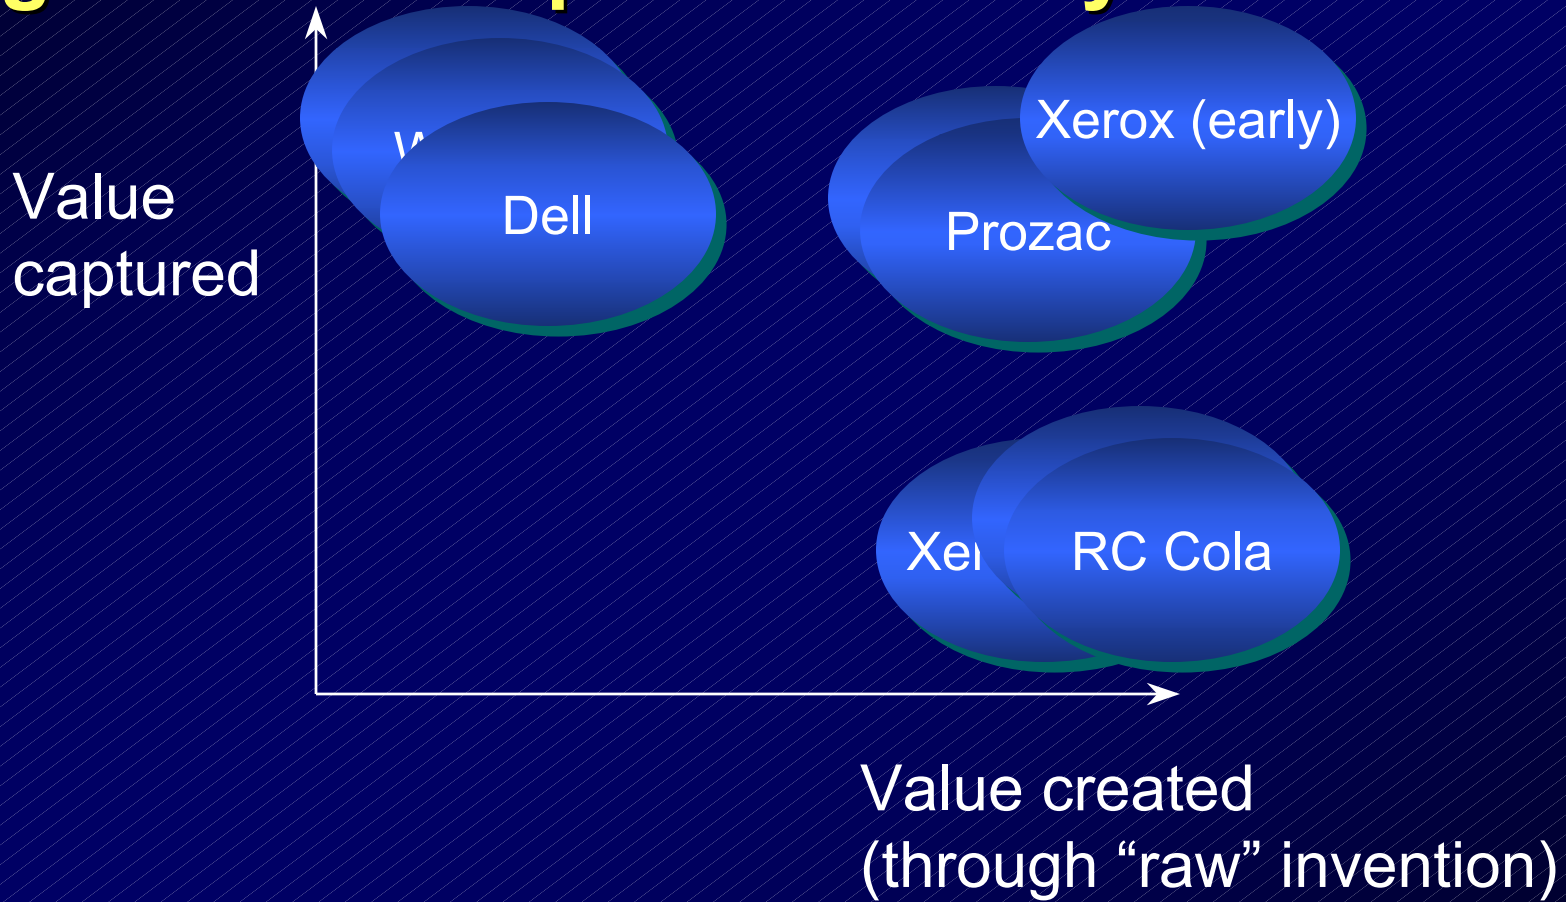 Xerox (early)
Value
captured
Dell
Prozac
RC Cola
Value created
(through “raw” invention)